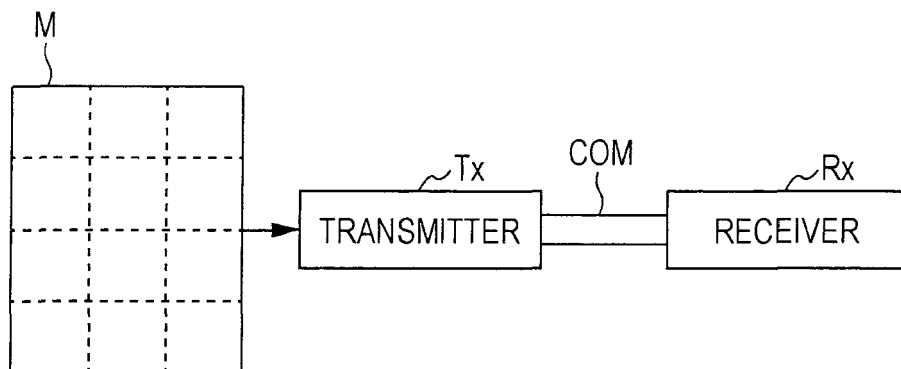 M
Tx
COM
Rx
TRANSMITTER
RECEIVER